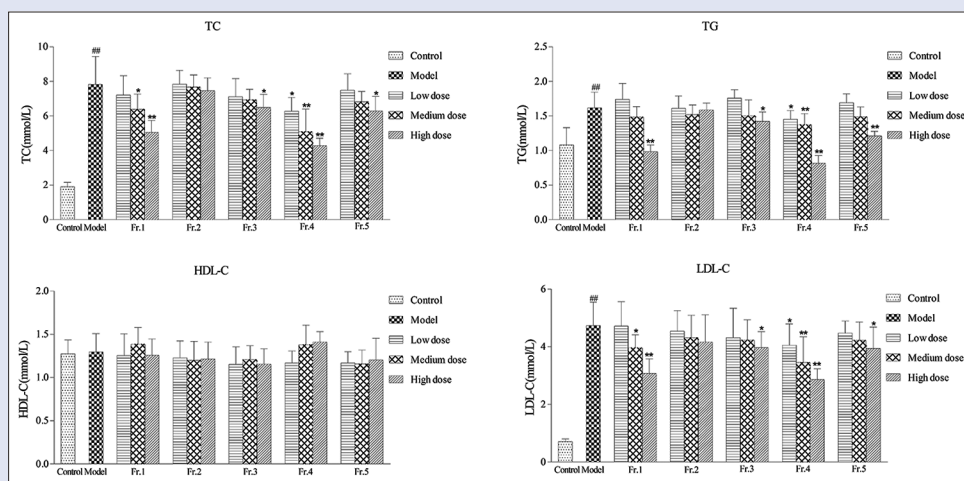 TC
TC(mmol/L)
10
8
6
4
2
0
##
*
**
*
*
**
**
*
Control Model Fr.1 Fr.2 Fr.3 Fr.4 Fr.5
Control
Model
Low dose
Medium dose
High dose
TG
TG(mmol/L)
2.5
2.0
1.5
1.0
0.5
0.0
##
**
*
*
**
**
**
Control Model Fr.1 Fr.2 Fr.3 Fr.4 Fr.5
Control
Model
Low dose
Medium dose
High dose
HDL-C
HDL-C(mmol/L)
2.0
1.5
1.0
0.5
0.0
Control Model Fr.1 Fr.2 Fr.3 Fr.4 Fr.5
Control
Model
Low dose
Medium dose
High dose
LDL-C
LDL-C(mmol/L)
6
4
2
0
##
*
**
*
*
**
**
*
Control Model Fr.1 Fr.2 Fr.3 Fr.4 Fr.5
Control
Model
Low dose
Medium dose
High dose